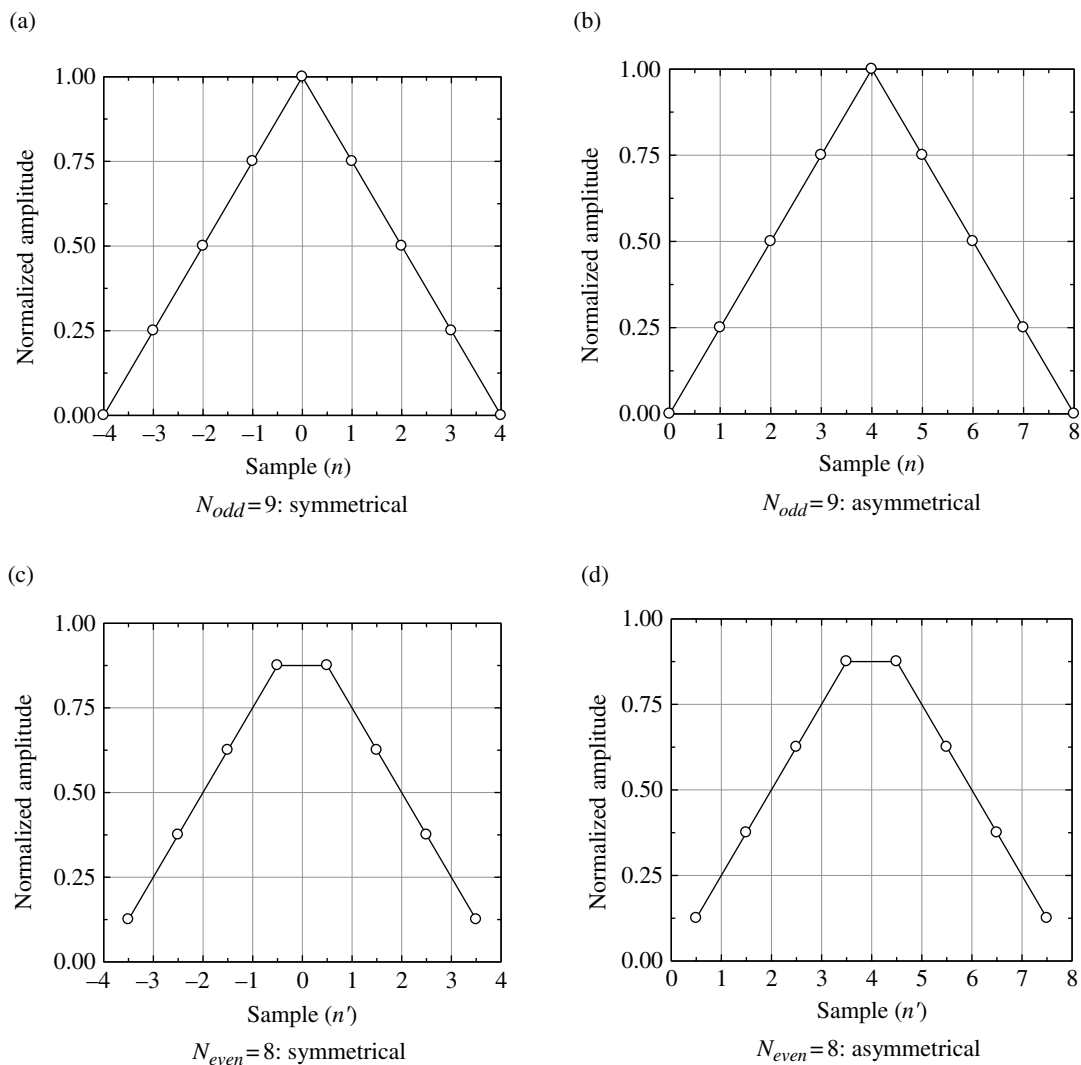 (a)
1.00
0.75
0.50
0.25
0.00
Normalized amplitude
–4 –3 –2 –1 0 1 2 3 4
Sample (n)
N_odd = 9: symmetrical
(b)
1.00
0.75
0.50
0.25
0.00
Normalized amplitude
0 1 2 3 4 5 6 7 8
Sample (n)
N_odd = 9: asymmetrical
(c)
1.00
0.75
0.50
0.25
0.00
Normalized amplitude
–4 –3 –2 –1 0 1 2 3 4
Sample (n′)
N_even = 8: symmetrical
(d)
1.00
0.75
0.50
0.25
0.00
Normalized amplitude
0 1 2 3 4 5 6 7 8
Sample (n′)
N_even = 8: asymmetrical